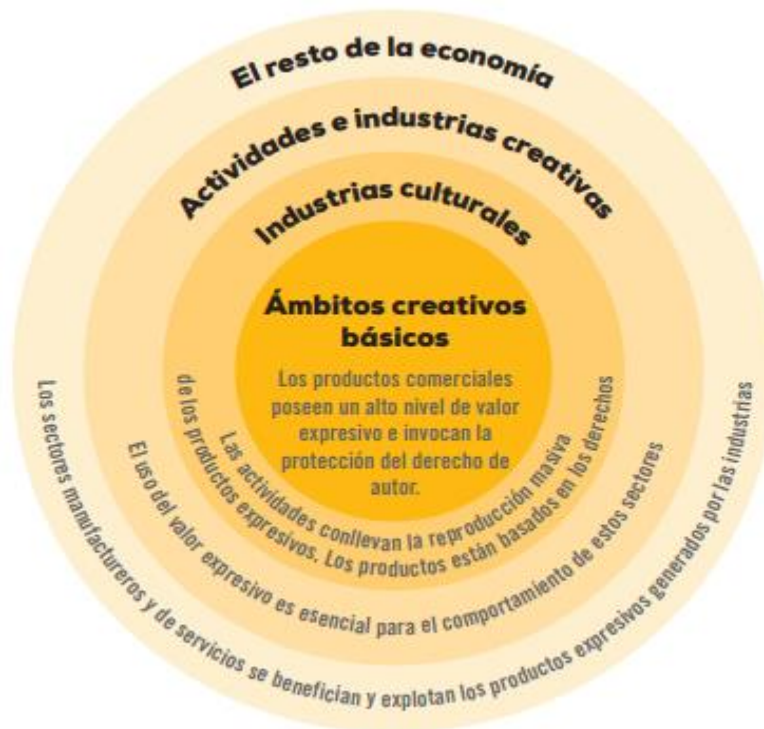 El resto de la economía
Actividades e industrias creativas
Industrias culturales
Ámbitos creativos
básicos
Los productos comerciales
poseen un alto nivel de valor
expresivo e invocan la
protección del derecho de
autor.
Las actividades conllevan la reproducción masiva
de los productos expresivos. Los productos están basados en los derechos
El uso del valor expresivo es esencial para el comportamiento de estos sectores
Los sectores manufactureros y de servicios se benefician y explotan los productos expresivos generados por las industrias